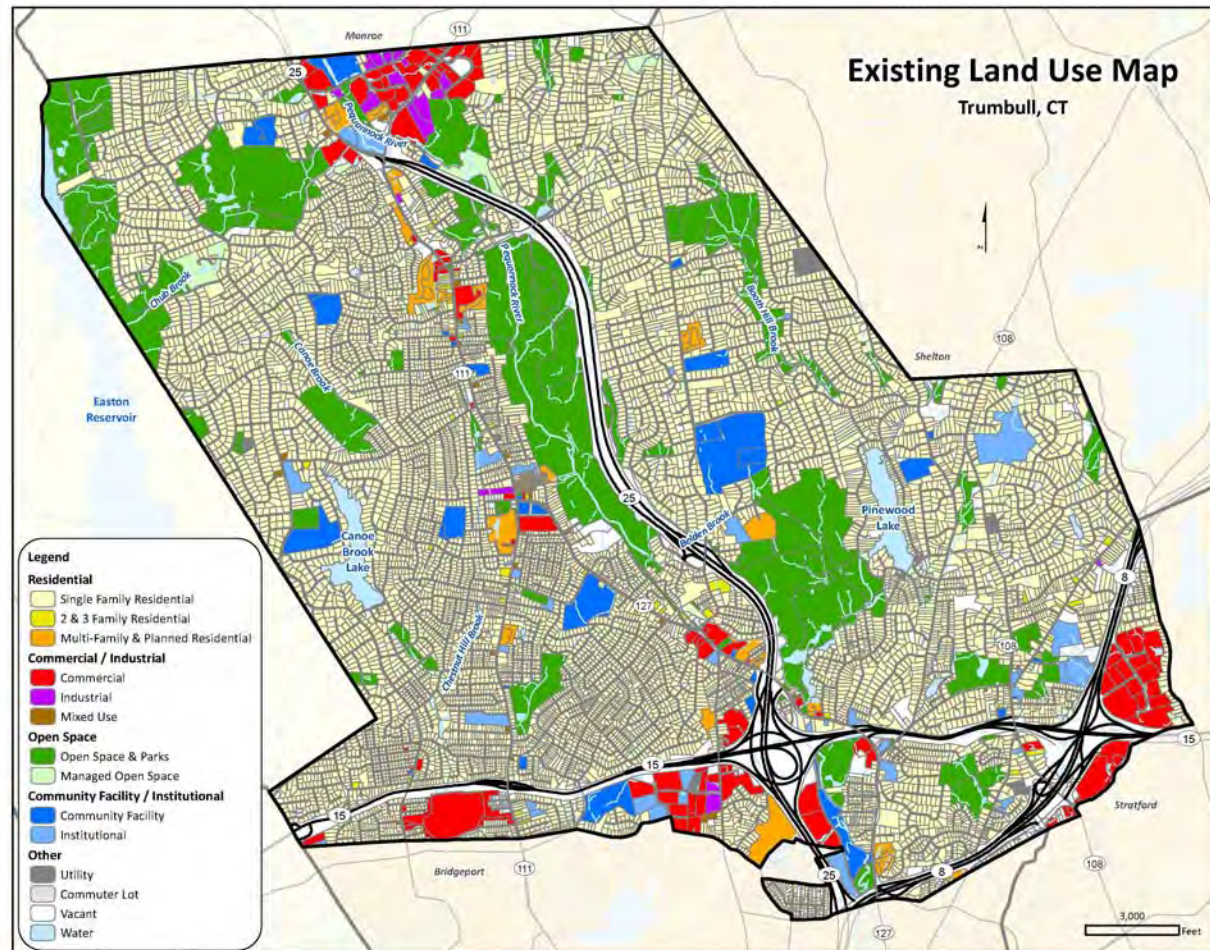 Existing Land Use Map
Trumbull, CT
Monroe
111
25
Pequonnock River
Pequonnock River
Chub Brook
Canoe Brook
Booth Hill Brook
108
Shelton
Easton
Reservoir
111
25
Belden Brook
Pinewood
Lake
Canoe
Brook
Lake
8
127
108
Chestnut Hill Brook
15
15
15
Stratford
Bridgeport
111
25
8
108
127
3,000
Feet
Legend
Residential
Single Family Residential
2 & 3 Family Residential
Multi-Family & Planned Residential
Commercial / Industrial
Commercial
Industrial
Mixed Use
Open Space
Open Space & Parks
Managed Open Space
Community Facility / Institutional
Community Facility
Institutional
Other
Utility
Commuter Lot
Vacant
Water